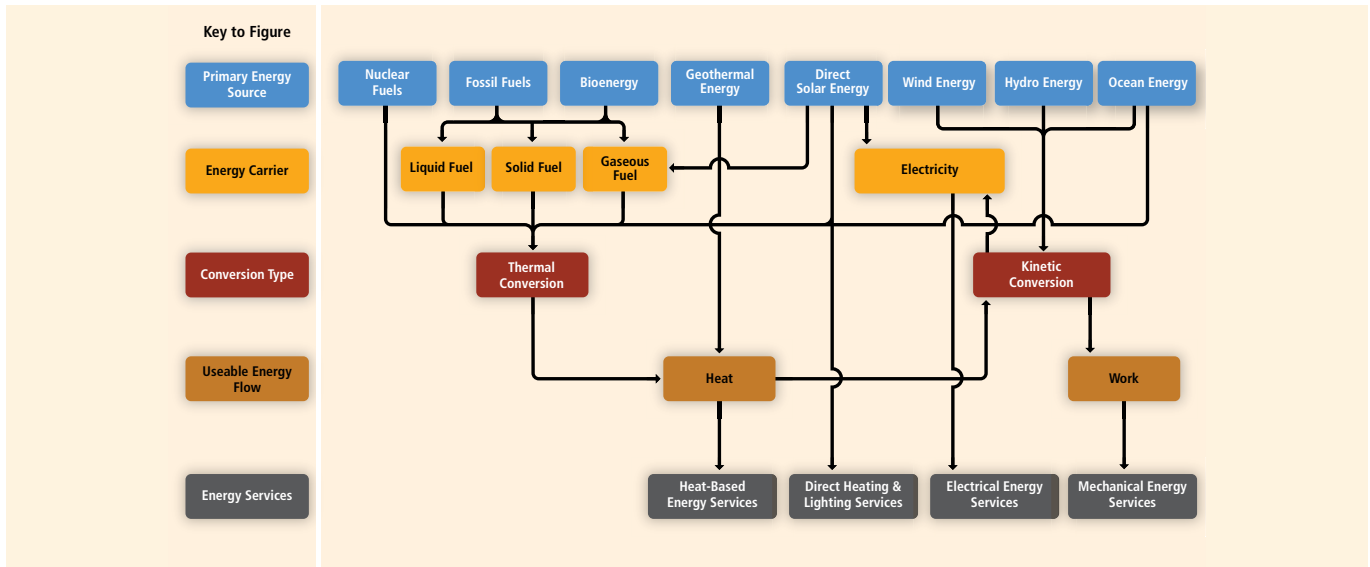 Key to Figure
Primary Energy
Source
Nuclear
Fuels
Fossil Fuels
Bioenergy
Geothermal
Energy
Direct
Solar Energy
Wind Energy
Hydro Energy
Ocean Energy
Energy Carrier
Liquid Fuel
Solid Fuel
Gaseous
Fuel
Electricity
Conversion Type
Thermal
Conversion
Kinetic
Conversion
Useable Energy
Flow
Heat
Work
Energy Services
Heat-Based
Energy Services
Direct Heating &
Lighting Services
Electrical Energy
Services
Mechanical Energy
Services